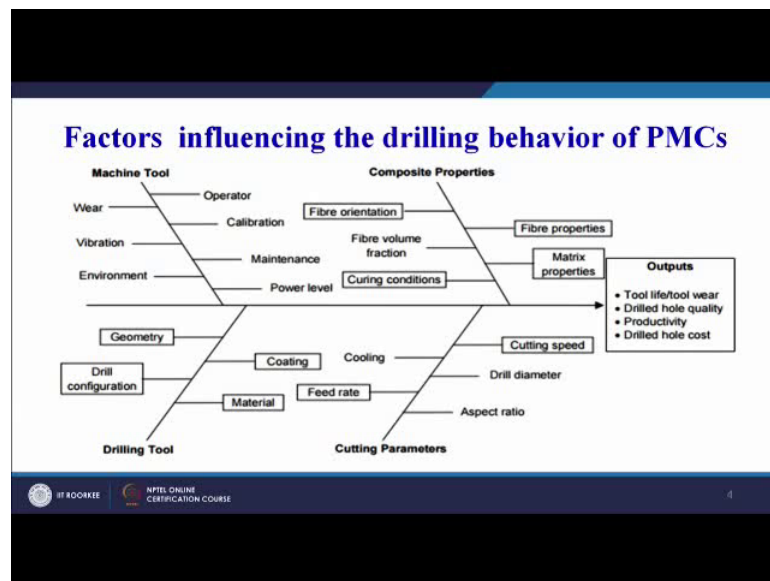 Factors influencing the drilling behavior of PMCs
Machine Tool
Wear
Vibration
Environment
Operator
Calibration
Maintenance
Power level
Composite Properties
Fibre orientation
Fibre volume
fraction
Curing conditions
Fibre properties
Matrix
properties
Outputs
• Tool life/tool wear
• Drilled hole quality
• Productivity
• Drilled hole cost
Geometry
Drill
configuration
Coating
Material
Drilling Tool
Cooling
Feed rate
Cutting speed
Drill diameter
Aspect ratio
Cutting Parameters
IIT ROORKEE
NPTEL ONLINE
CERTIFICATION COURSE
4